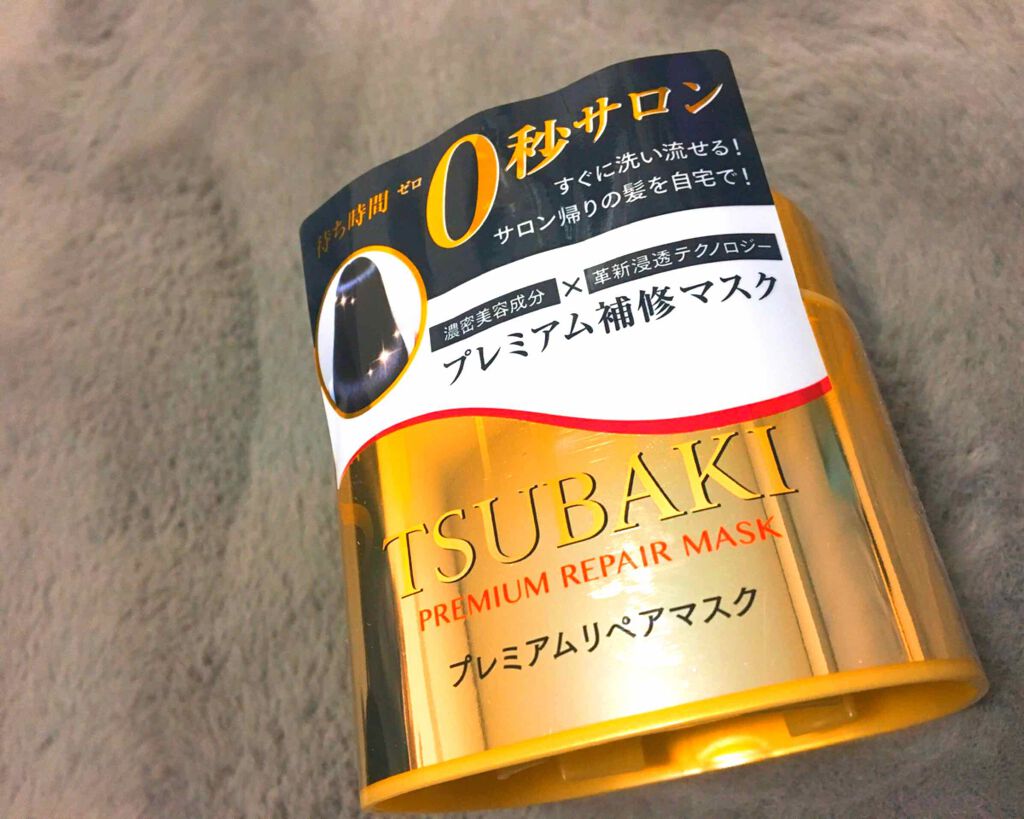 待ち時間 ゼロ 0秒サロン
すぐに洗い流せる!
サロン帰りの髪を自宅で!
濃密美容成分 × 革新浸透テクノロジー
プレミアム補修マスク
TSUBAKI
PREMIUM REPAIR MASK
プレミアムリペアマスク